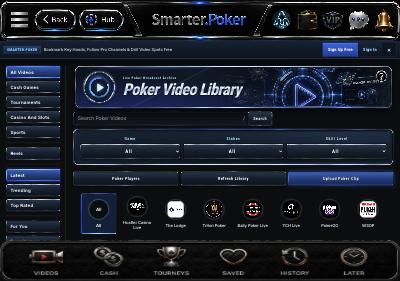 Back
Hub
Smarter.Poker
VIP
SMARTER.POKER
Bookmark Key Hands, Follow Pro Channels & Drill Video Spots Free
Sign Up Free
Sign In
All Videos
Cash Games
Tournaments
Casino And Slots
Sports
Reels
Latest
Trending
Top Rated
For You
Live Poker Broadcast Archive
Poker Video Library
Search Poker Videos
Search
Game
Stakes
Skill Level
All
All
All
Poker Players
Refresh Library
Upload Poker Clip
All
All
Hustler Casino Live
The Lodge
Triton Poker
Bally Poker Live
TCH Live
PokerGO
WSOP
VIDEOS
CASH
TOURNEYS
SAVED
HISTORY
LATER